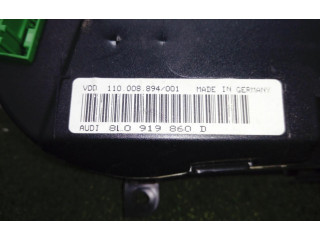 VDO 110.008.894/001 MADE IN GERMANY
AUDI 8L0 919 860 D